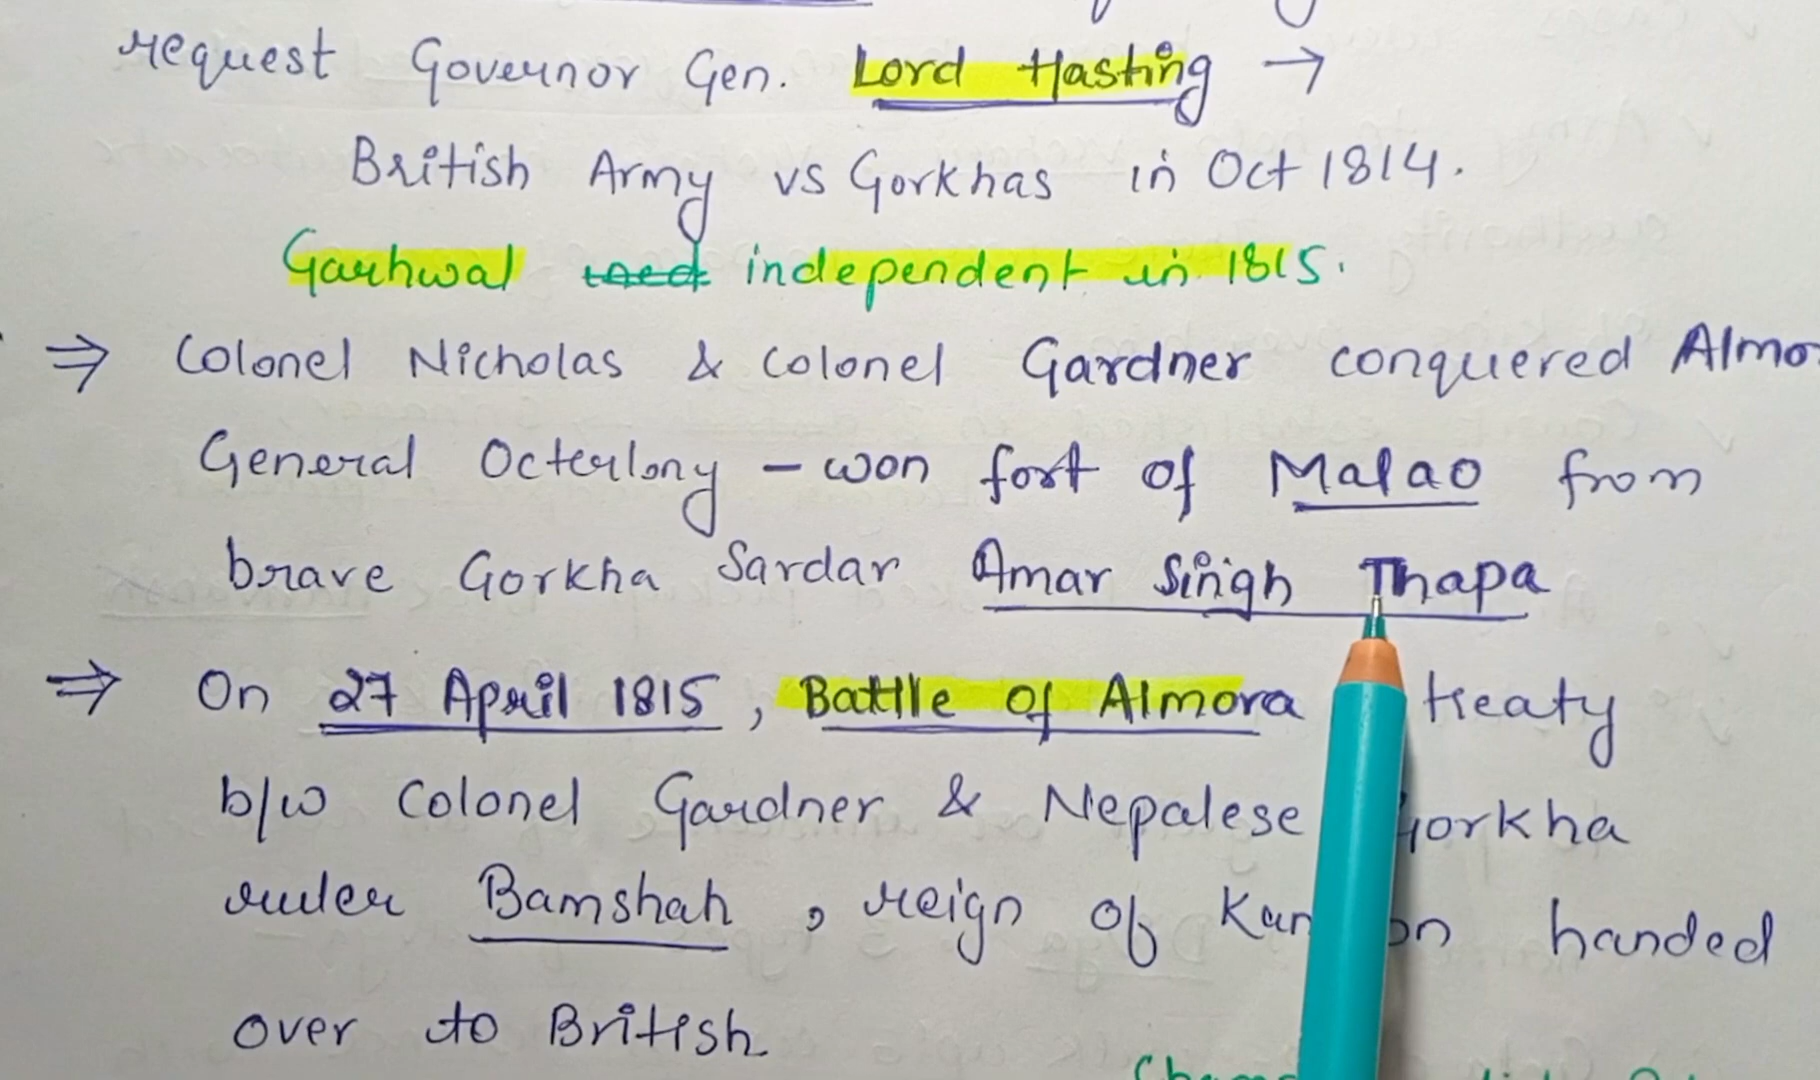 request Governor Gen. Lord Hasting →
British Army vs Gorkhas in Oct 1814.
Garhwal independent in 1815.
⇒ Colonel Nicholas & Colonel Gardner conquered Almo
General Octerlony - won fort of Malao from
brave Gorkha Sardar Amar Singh Thapa
⇒ On 27 April 1815, Battle of Almora treaty
b/w Colonel Gardner & Nepalese Gorkha
ruler Bamshah, reign of handed
over to British